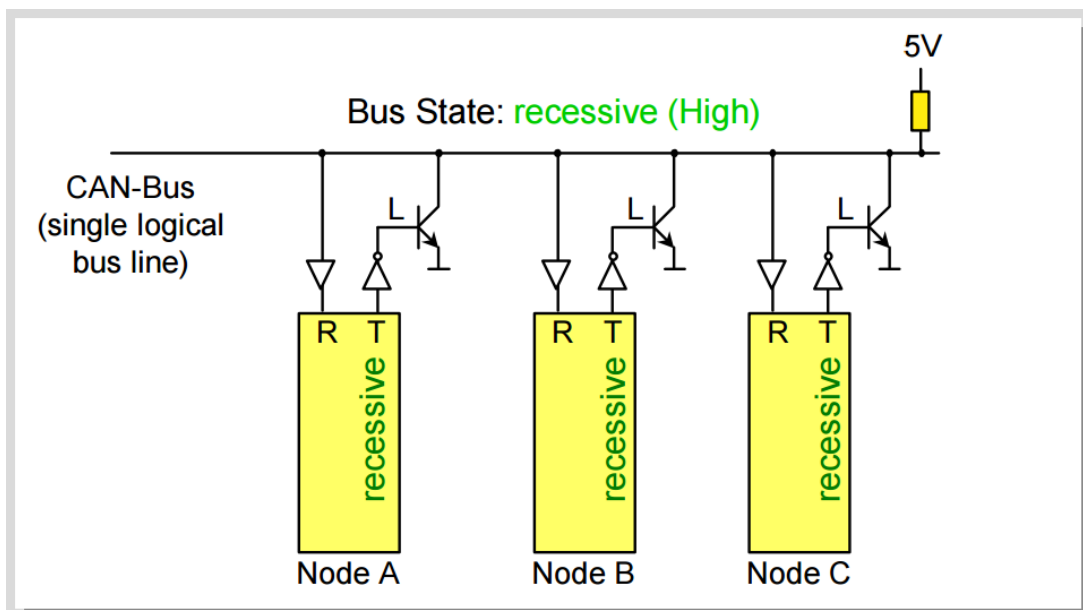 5V
Bus State: recessive (High)
CAN-Bus
(single logical
bus line)
L
L
L
R T
R T
R T
recessive
recessive
recessive
Node A
Node B
Node C